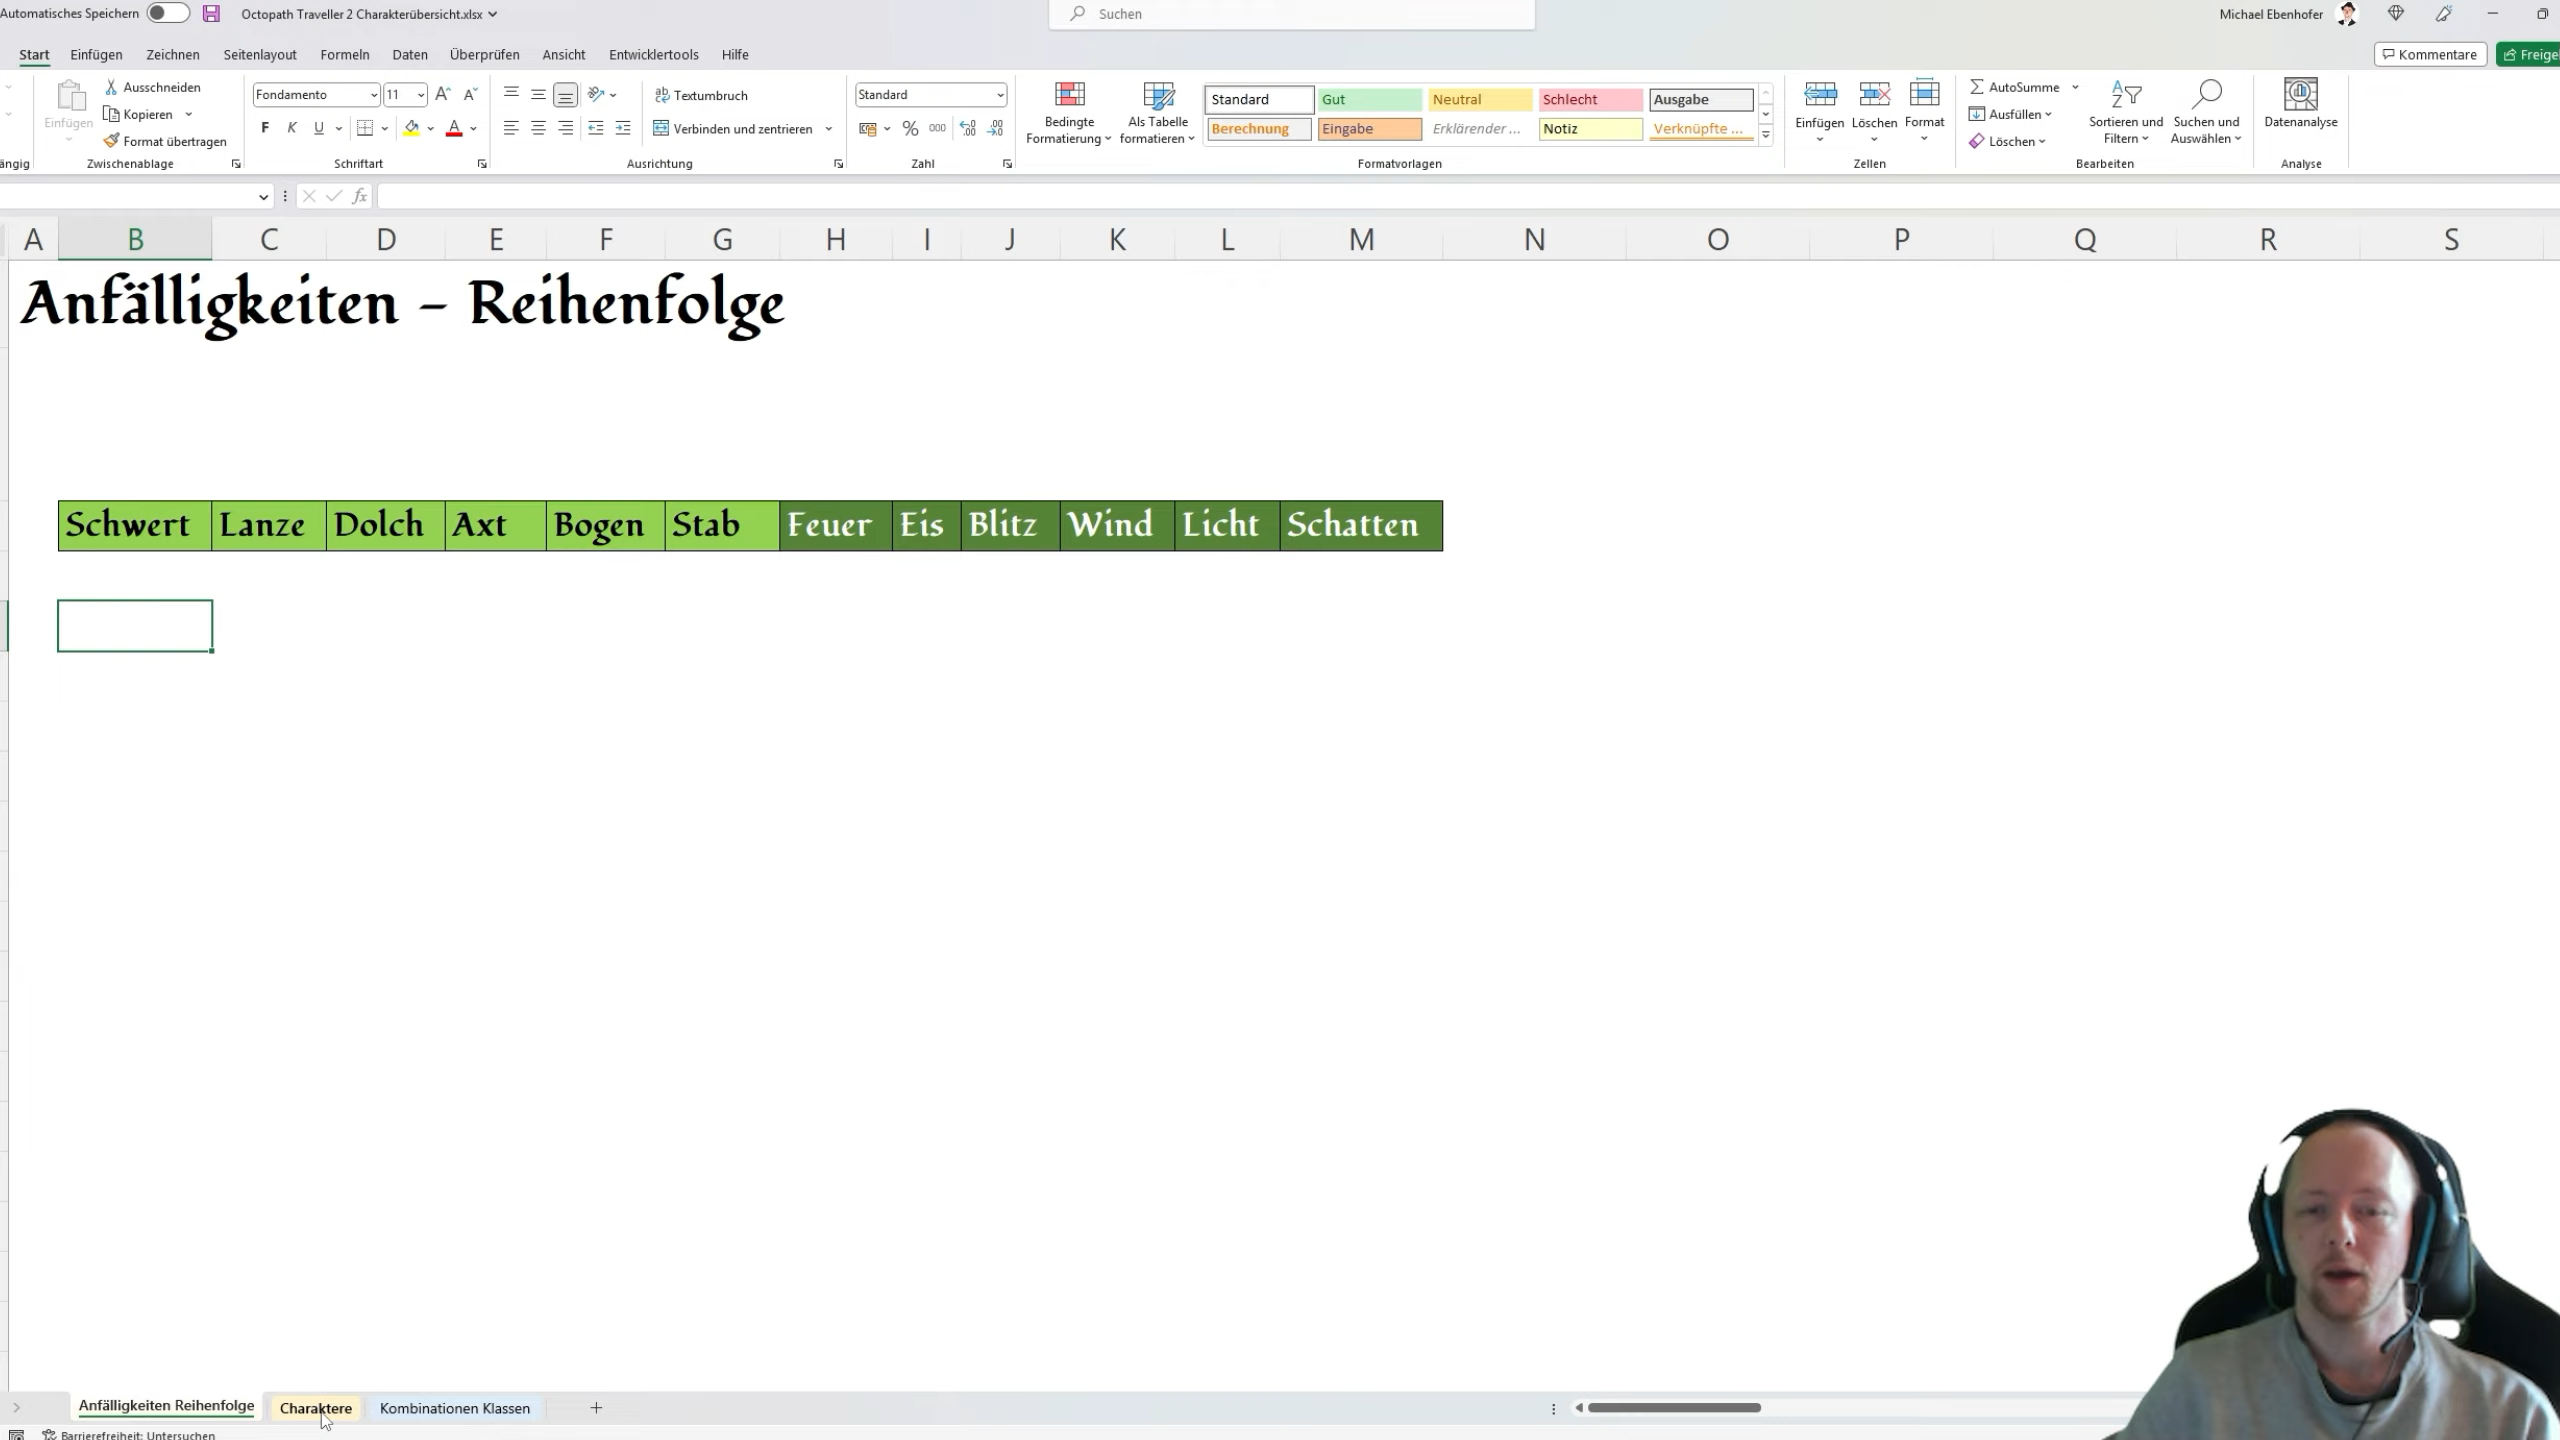 Automatisches Speichern Octopath Traveller 2 Charakterübersicht.xlsx Suchen Michael Ebenhofer
Start Einfügen Zeichnen Seitenlayout Formeln Daten Überprüfen Ansicht Entwicklertools Hilfe Kommentare Freige
Einfügen Ausschneiden Kopieren Format übertragen
Fondamento 11
F K U
Textumbruch
Verbinden und zentrieren
Standard
% 000
Bedingte Formatierung Als Tabelle formatieren
Standard Gut Neutral Schlecht Ausgabe
Berechnung Eingabe Erklärender ... Notiz Verknüpfte ...
Einfügen Löschen Format
AutoSumme
Ausfüllen
Löschen
Sortieren und Filtern Suchen und Auswählen
Datenanalyse
ängig Zwischenablage Schriftart Ausrichtung Zahl Formatvorlagen Zellen Bearbeiten Analyse
fx
A B C D E F G H I J K L M N O P Q R S
Anfälligkeiten - Reihenfolge
Schwert Lanze Dolch Axt Bogen Stab Feuer Eis Blitz Wind Licht Schatten
Anfälligkeiten Reihenfolge Charaktere Kombinationen Klassen +
Barrierefreiheit: Untersuchen